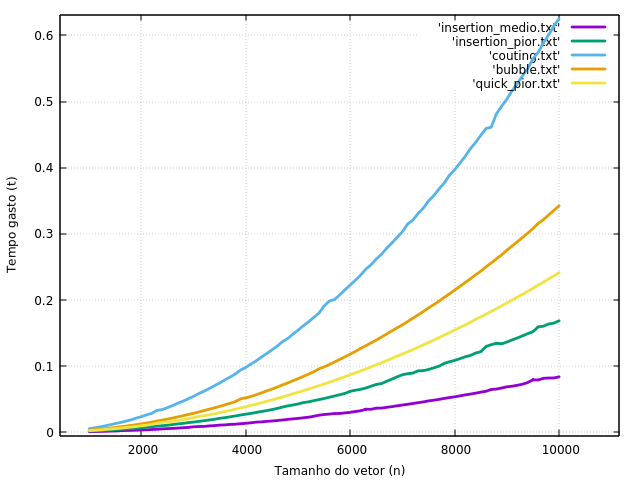 'insertion_medio.txt'
'insertion_pior.txt'
'couting.txt'
'bubble.txt'
'quick_pior.txt'
0.6
0.5
0.4
0.3
0.2
0.1
0
Tempo gasto (t)
2000 4000 6000 8000 10000
Tamanho do vetor (n)